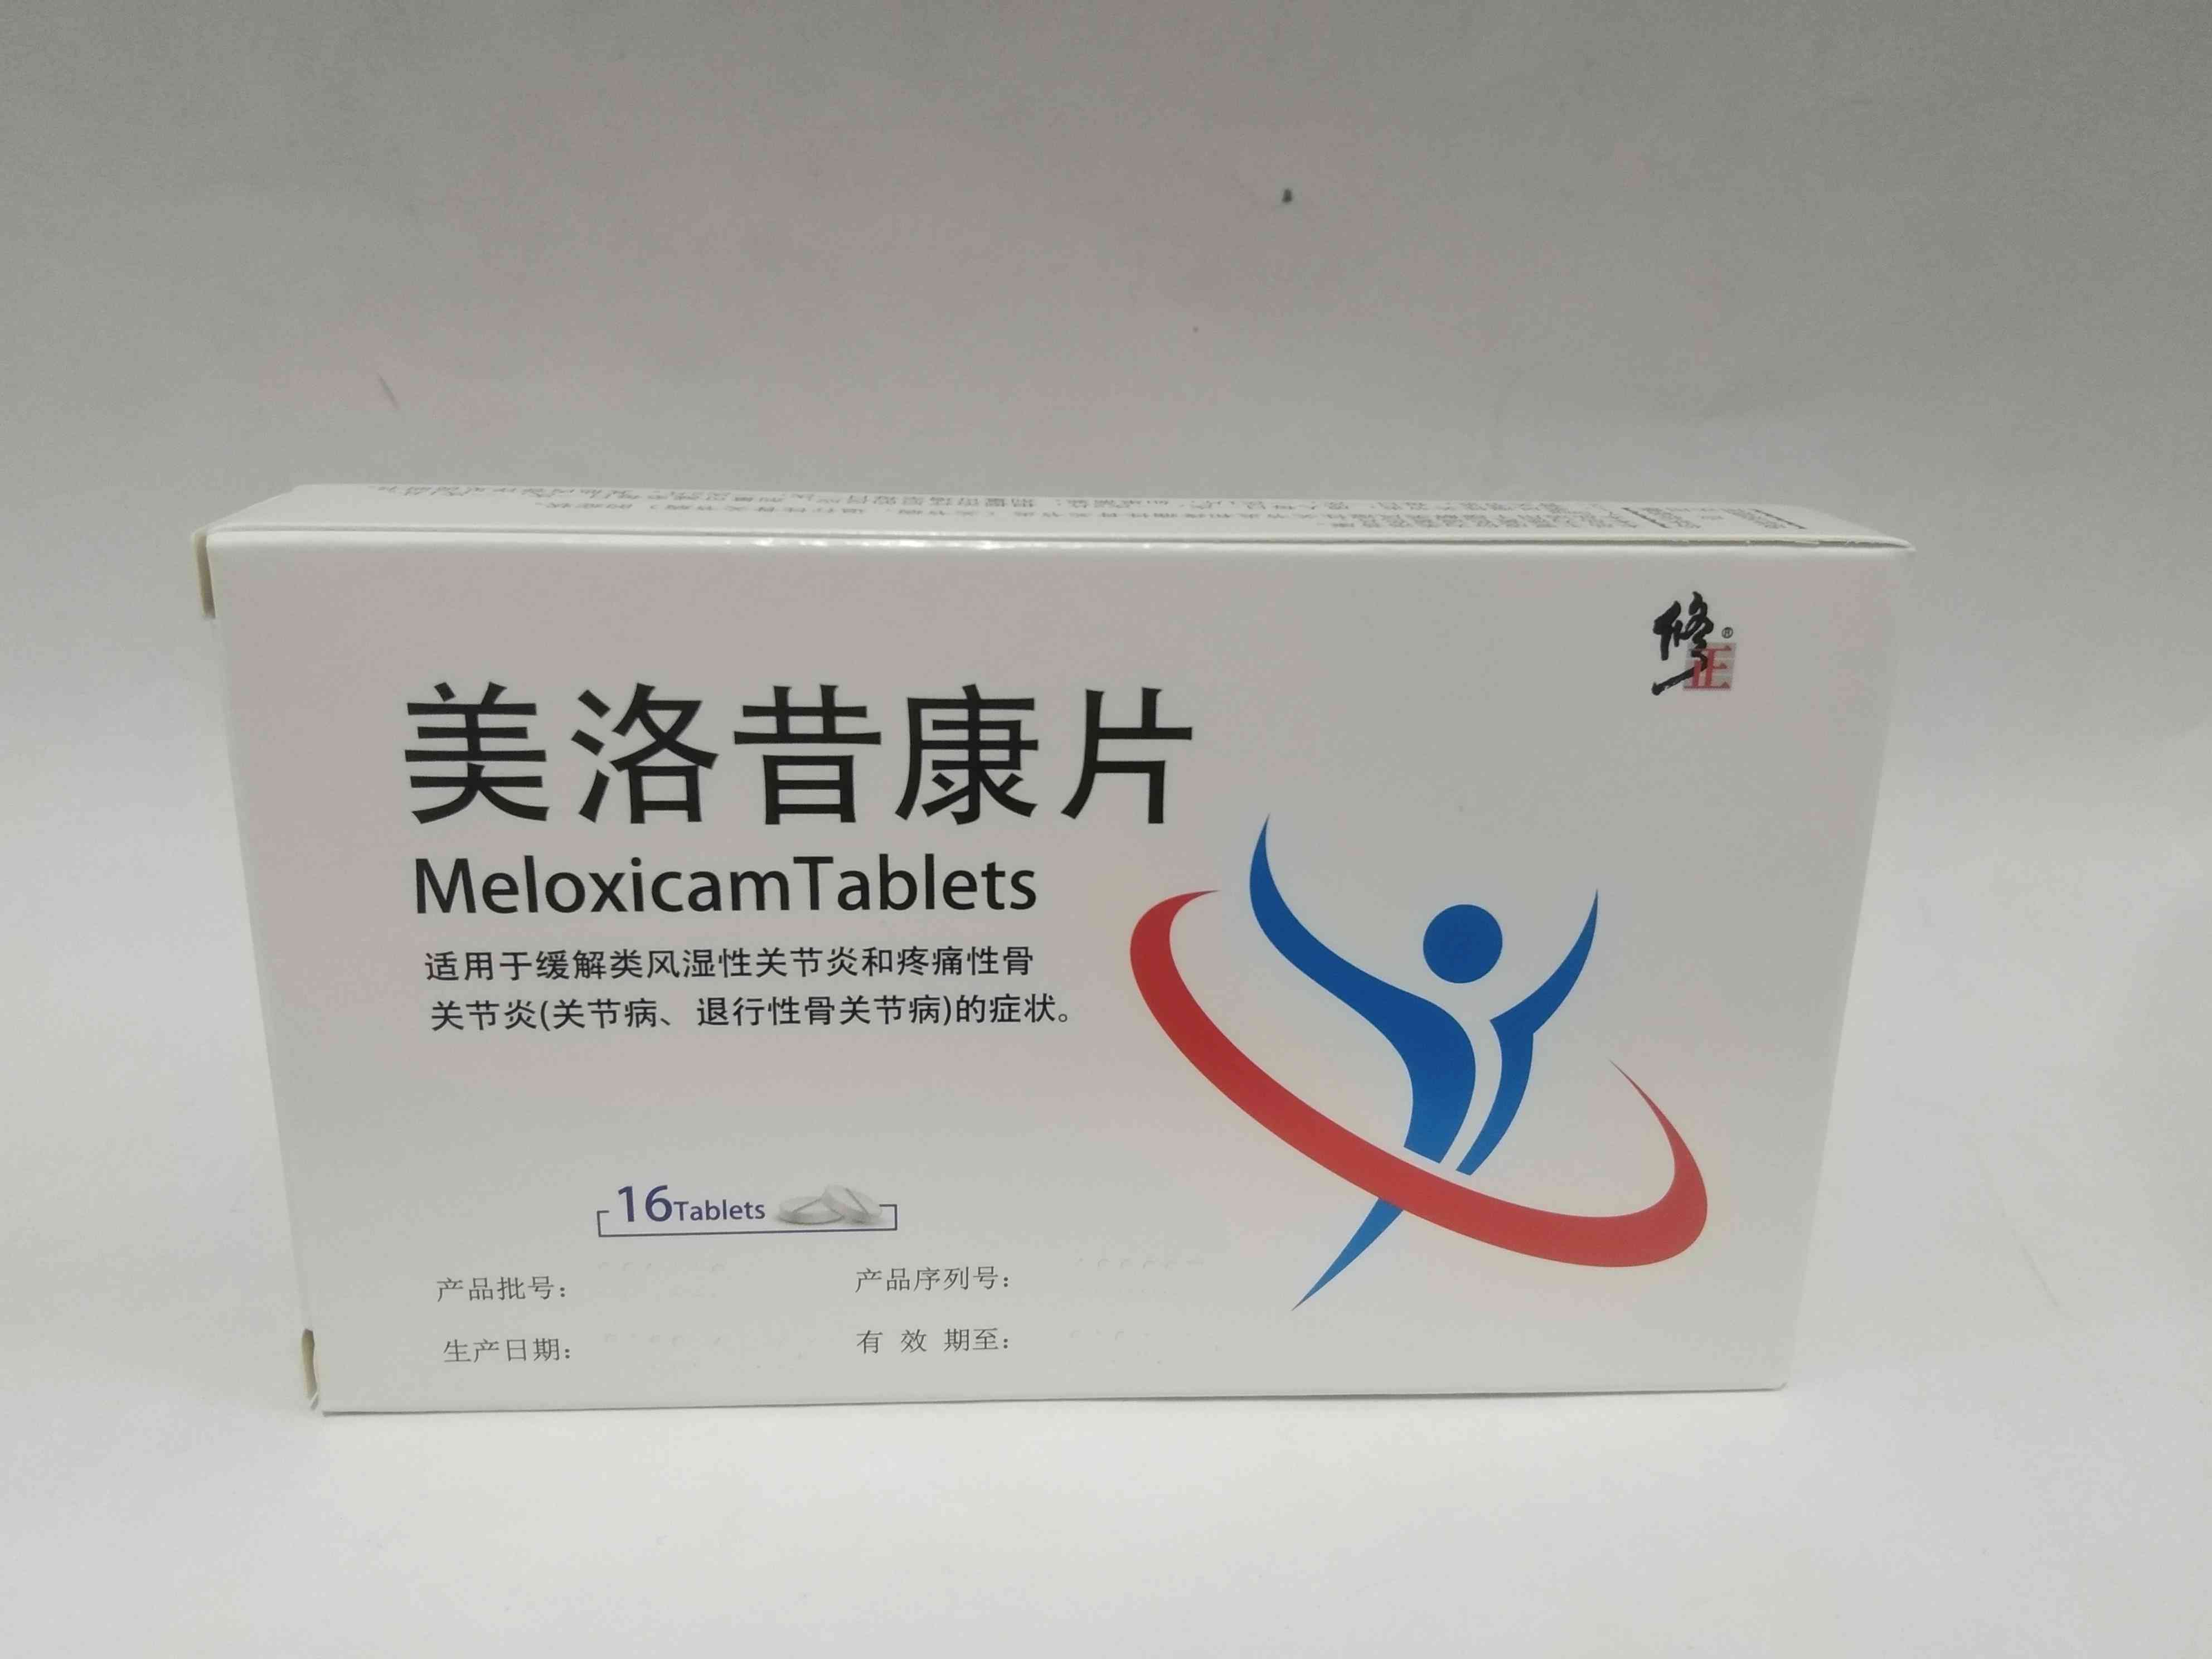 修正®
美洛昔康片
MeloxicamTablets
适用于缓解类风湿性关节炎和疼痛性骨
关节炎(关节病、退行性骨关节病)的症状。
16Tablets
产品批号：
产品序列号：
生产日期：
有 效 期至：